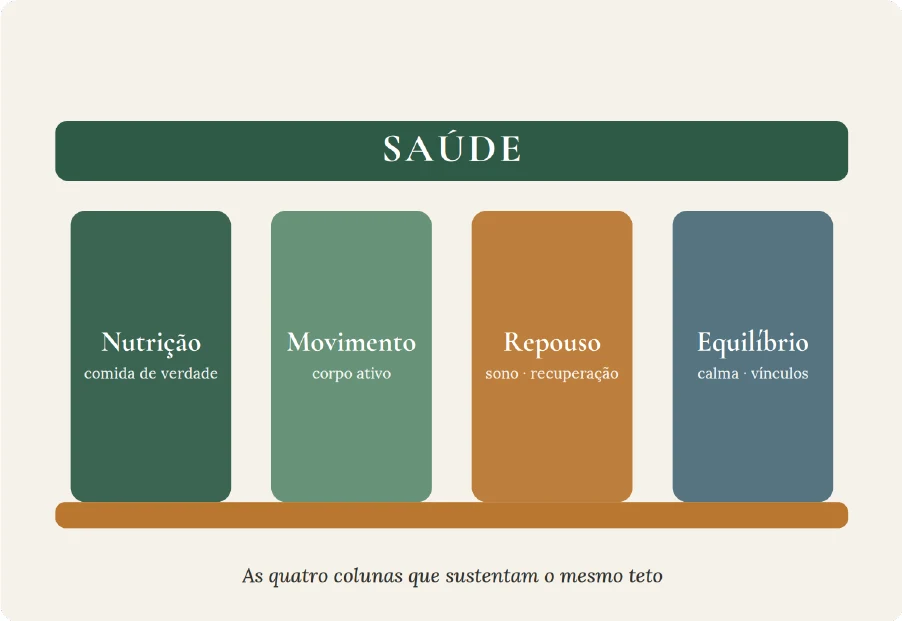 SAÚDE
Nutrição
comida de verdade
Movimento
corpo ativo
Repouso
sono · recuperação
Equilíbrio
calma · vínculos
As quatro colunas que sustentam o mesmo teto